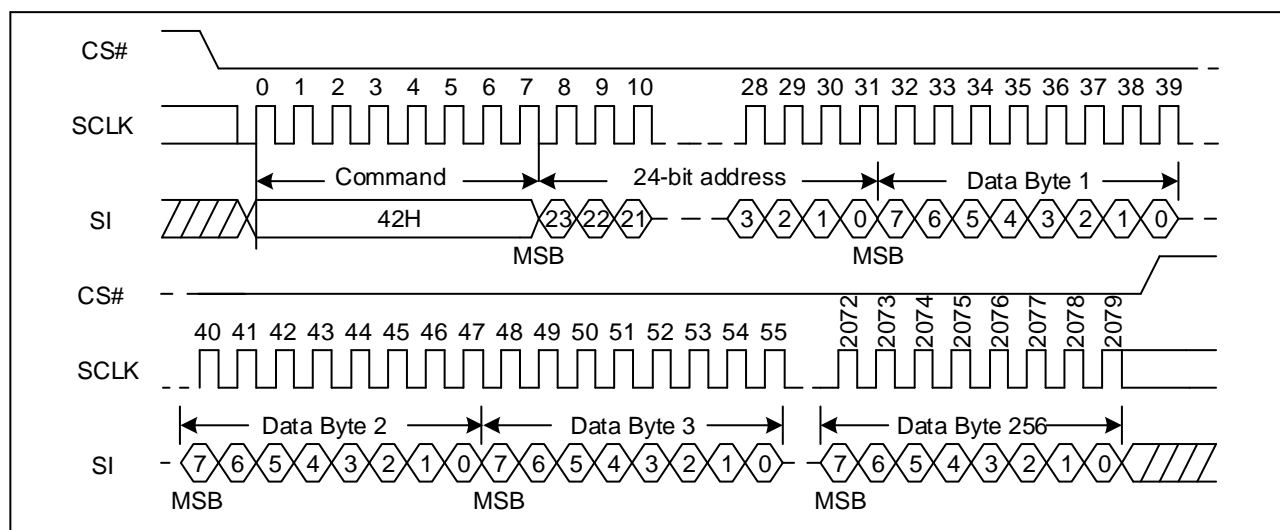 CS#
0 1 2 3 4 5 6 7 8 9 10 28 29 30 31 32 33 34 35 36 37 38 39
SCLK
Command 24-bit address Data Byte 1
SI 42H 23 22 21 3 2 1 0 7 6 5 4 3 2 1 0
MSB MSB
CS#
40 41 42 43 44 45 46 47 48 49 50 51 52 53 54 55 2072 2073 2074 2075 2076 2077 2078 2079
SCLK
Data Byte 2 Data Byte 3 Data Byte 256
SI 7 6 5 4 3 2 1 0 7 6 5 4 3 2 1 0 7 6 5 4 3 2 1 0
MSB MSB MSB